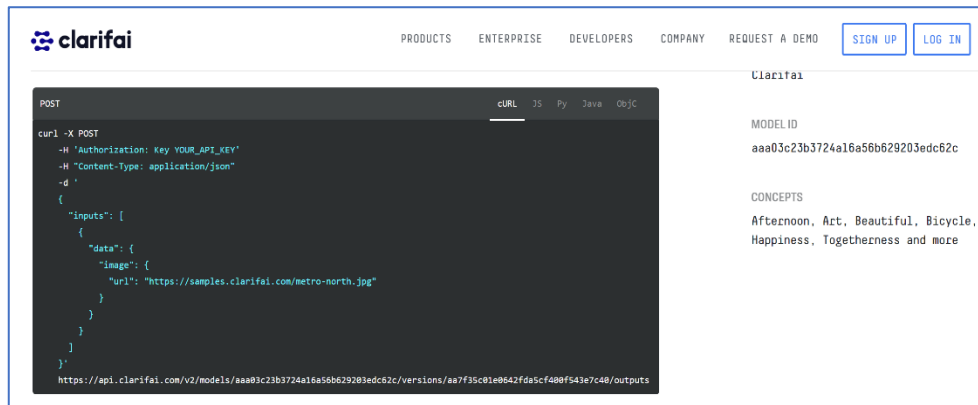 clarifai
PRODUCTS ENTERPRISE DEVELOPERS COMPANY REQUEST A DEMO SIGN UP LOG IN
POST cURL JS Py Java ObjC
curl -X POST
-H 'Authorization: Key YOUR_API_KEY'
-H "Content-Type: application/json"
-d '
{
"inputs": [
{
"data": {
"image": {
"url": "https://samples.clarifai.com/metro-north.jpg"
}
}
}
]
}'
https://api.clarifai.com/v2/models/aaa03c23b3724a16a56b629203edc62c/versions/aa7f35c01e0642fda5cf400f543e7c40/outputs
Clarifai
MODEL ID
aaa03c23b3724a16a56b629203edc62c
CONCEPTS
Afternoon, Art, Beautiful, Bicycle,
Happiness, Togetherness and more